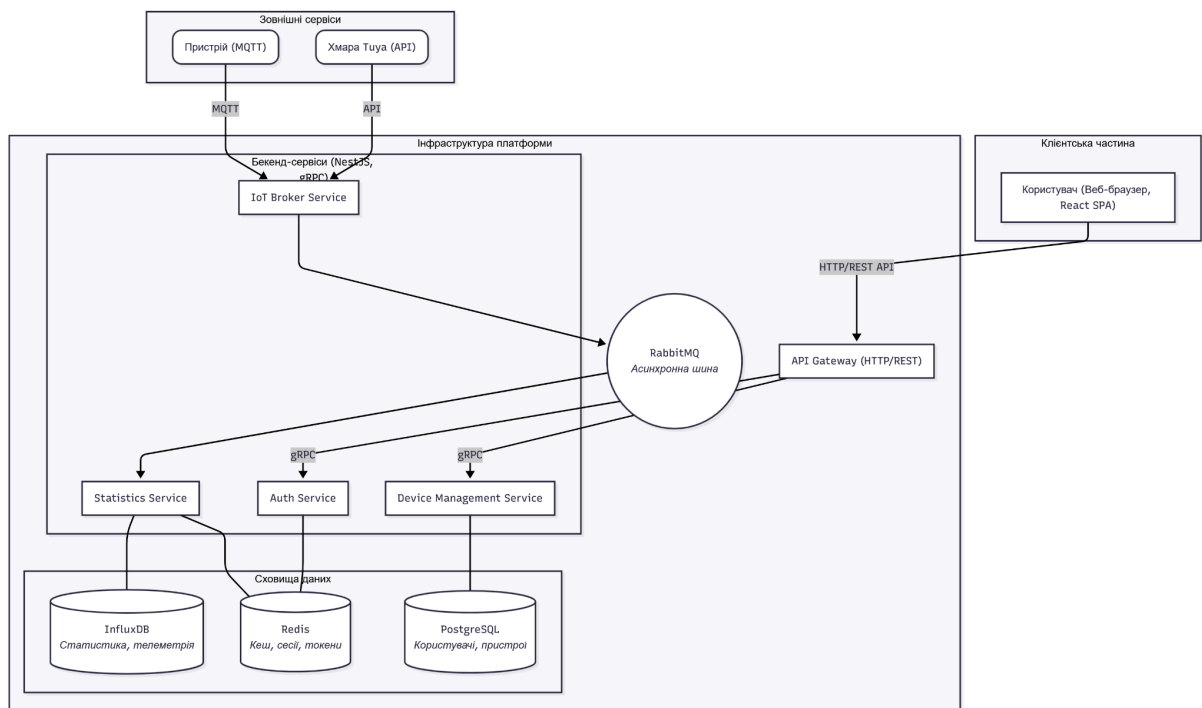 Зовнішні сервіси
Пристрій (MQTT)
Хмара Tuya (API)
MQTT
API
Інфраструктура платформи
Клієнтська частина
Бекенд-сервіси (NestJS,
gRPC)
IoT Broker Service
Користувач (Веб-браузер,
React SPA)
HTTP/REST API
RabbitMQ
Асинхронна шина
API Gateway (HTTP/REST)
gRPC
gRPC
Statistics Service
Auth Service
Device Management Service
Сховища даних
InfluxDB
Статистика, телеметрія
Redis
Кеш, сесії, токени
PostgreSQL
Користувачі, пристрої